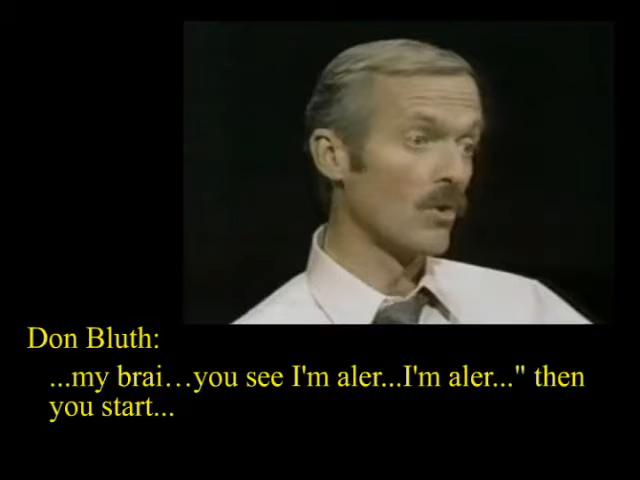 Don Bluth:
...my brai…you see I'm aler...I'm aler..." then
you start...